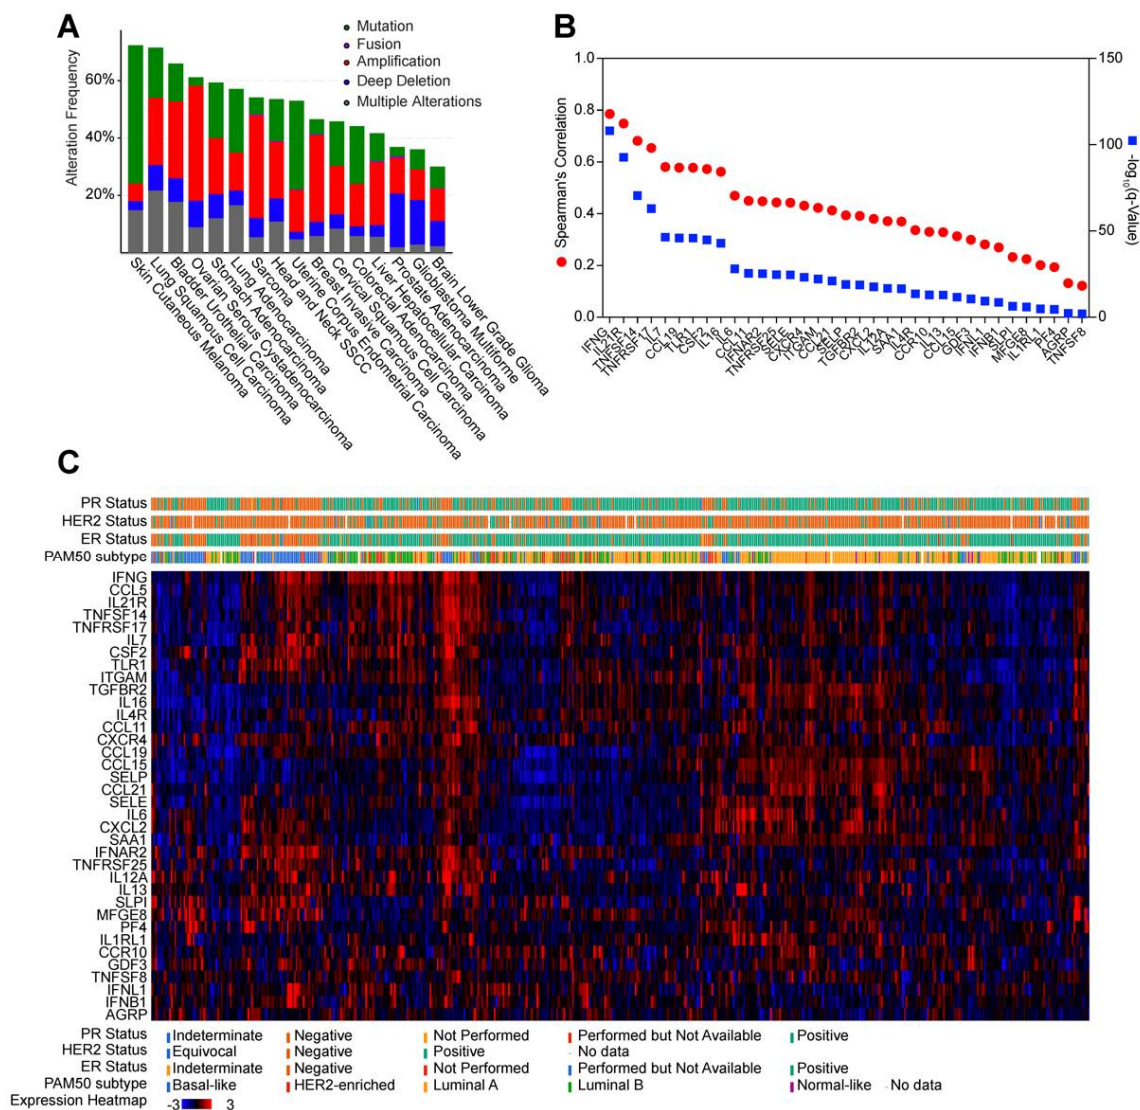 A
Alteration Frequency
60%
40%
20%
Mutation
Fusion
Amplification
Deep Deletion
Multiple Alterations
Skin Cutaneous Melanoma
Lung Squamous Cell Carcinoma
Bladder Urothelial Carcinoma
Ovarian Serous Cystadenocarcinoma
Stomach Adenocarcinoma
Lung Adenocarcinoma
Sarcoma
Head and Neck SSCC
Uterine Corpus Endometrial Carcinoma
Breast Invasive Carcinoma
Cervical Squamous Cell Carcinoma
Colorectal Adenocarcinoma
Liver Hepatocellular Carcinoma
Prostate Adenocarcinoma
Glioblastoma Multiforme
Brain Lower Grade Glioma
B
Spearman's Correlation
1.0
0.8
0.6
0.4
0.2
0.0
150
100
50
0
-log10(q-Value)
IFNG
IL21R
TNFSF14
TNFRSF17
IL7
CCL19
TLR1
CSF2
IL16
IL6
CCL11
IFNAR2
TNFRSF25
SELE
CXCR4
ITGAM
CCL21
SELP
TGFBR2
CXCL2
IL12A
SAA1
IL4R
CCR10
IL13
CCL15
GDF3
IFNL1
IFNB1
SLPI
MFGE8
IL1RL1
PF4
AGRP
TNFSF8
C
PR Status
HER2 Status
ER Status
PAM50 subtype
IFNG
CCL5
IL21R
TNFSF14
TNFRSF17
IL7
CSF2
TLR1
ITGAM
TGFBR2
IL16
IL4R
CCL11
CXCR4
CCL19
CCL15
SELP
CCL21
SELE
IL6
CXCL2
SAA1
IFNAR2
TNFRSF25
IL12A
IL13
SLPI
MFGE8
PF4
IL1RL1
CCR10
GDF3
TNFSF8
IFNL1
IFNB1
AGRP
PR Status Indeterminate Negative Not Performed Performed but Not Available Positive
HER2 Status Equivocal Negative Positive No data
ER Status Indeterminate Negative Not Performed Performed but Not Available Positive
PAM50 subtype Basal-like HER2-enriched Luminal A Luminal B Normal-like No data
Expression Heatmap -3 3